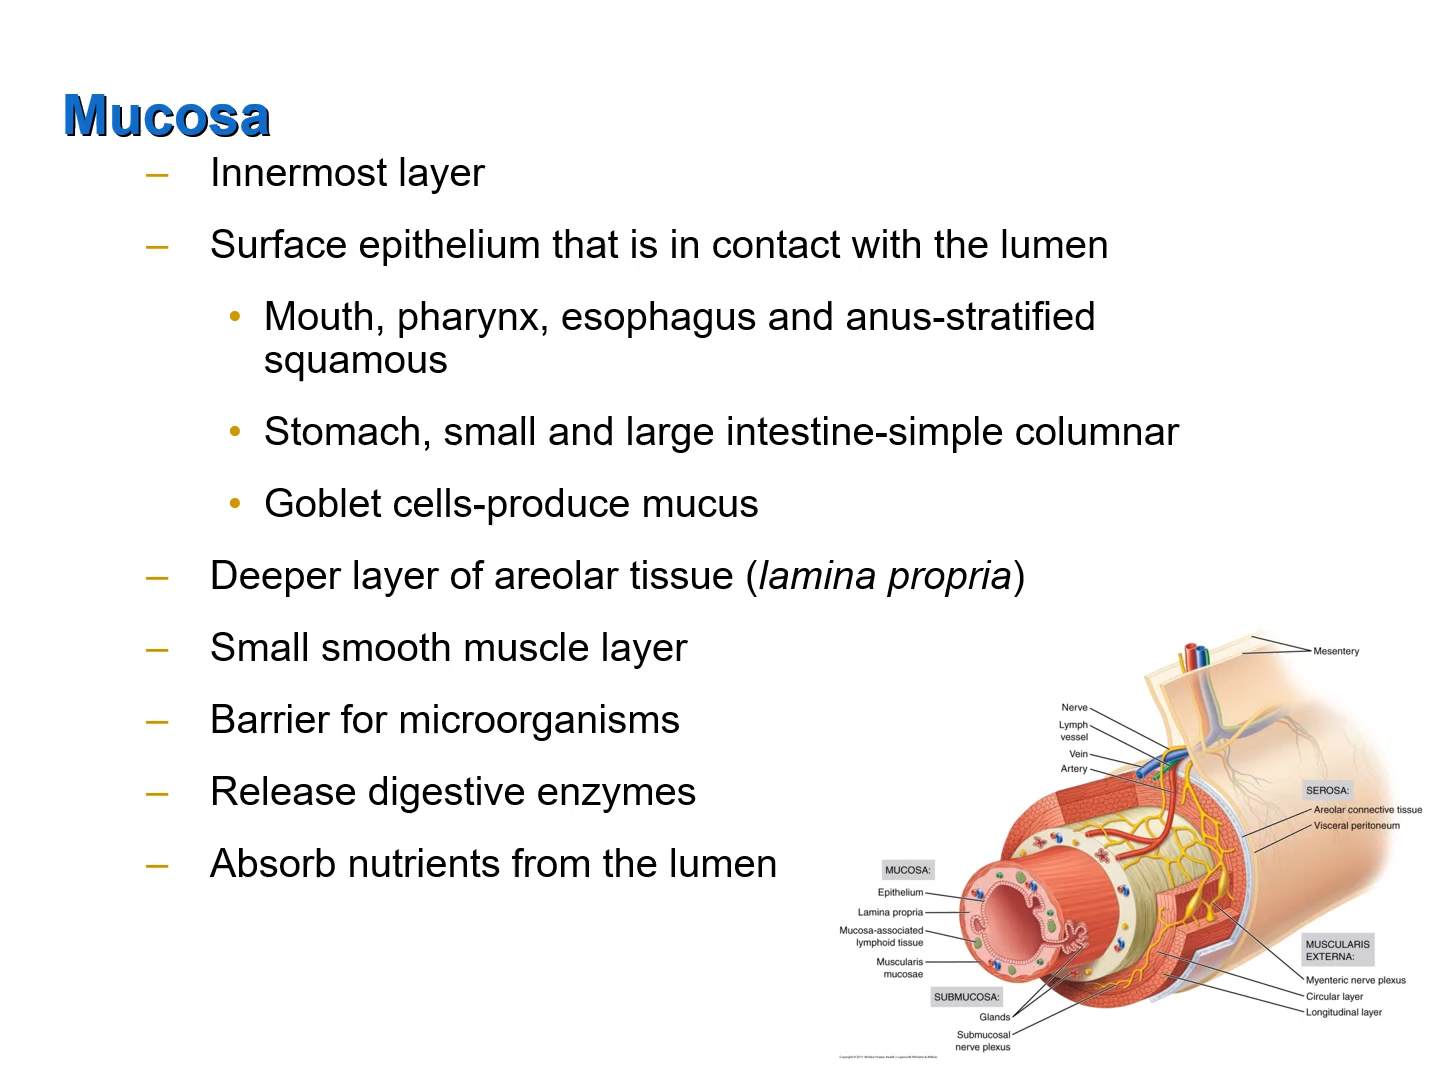 Mucosa
– Innermost layer
– Surface epithelium that is in contact with the lumen
• Mouth, pharynx, esophagus and anus-stratified
squamous
• Stomach, small and large intestine-simple columnar
• Goblet cells-produce mucus
– Deeper layer of areolar tissue (lamina propria)
– Small smooth muscle layer
– Barrier for microorganisms
– Release digestive enzymes
– Absorb nutrients from the lumen
Mesentery
Nerve
Lymph
vessel
Vein
Artery
SEROSA:
Areolar connective tissue
Visceral peritoneum
MUCOSA:
Epithelium
Lamina propria
Mucosa-associated
lymphoid tissue
Muscularis
mucosae
SUBMUCOSA:
Glands
Submucosal
nerve plexus
MUSCULARIS
EXTERNA:
Myenteric nerve plexus
Circular layer
Longitudinal layer